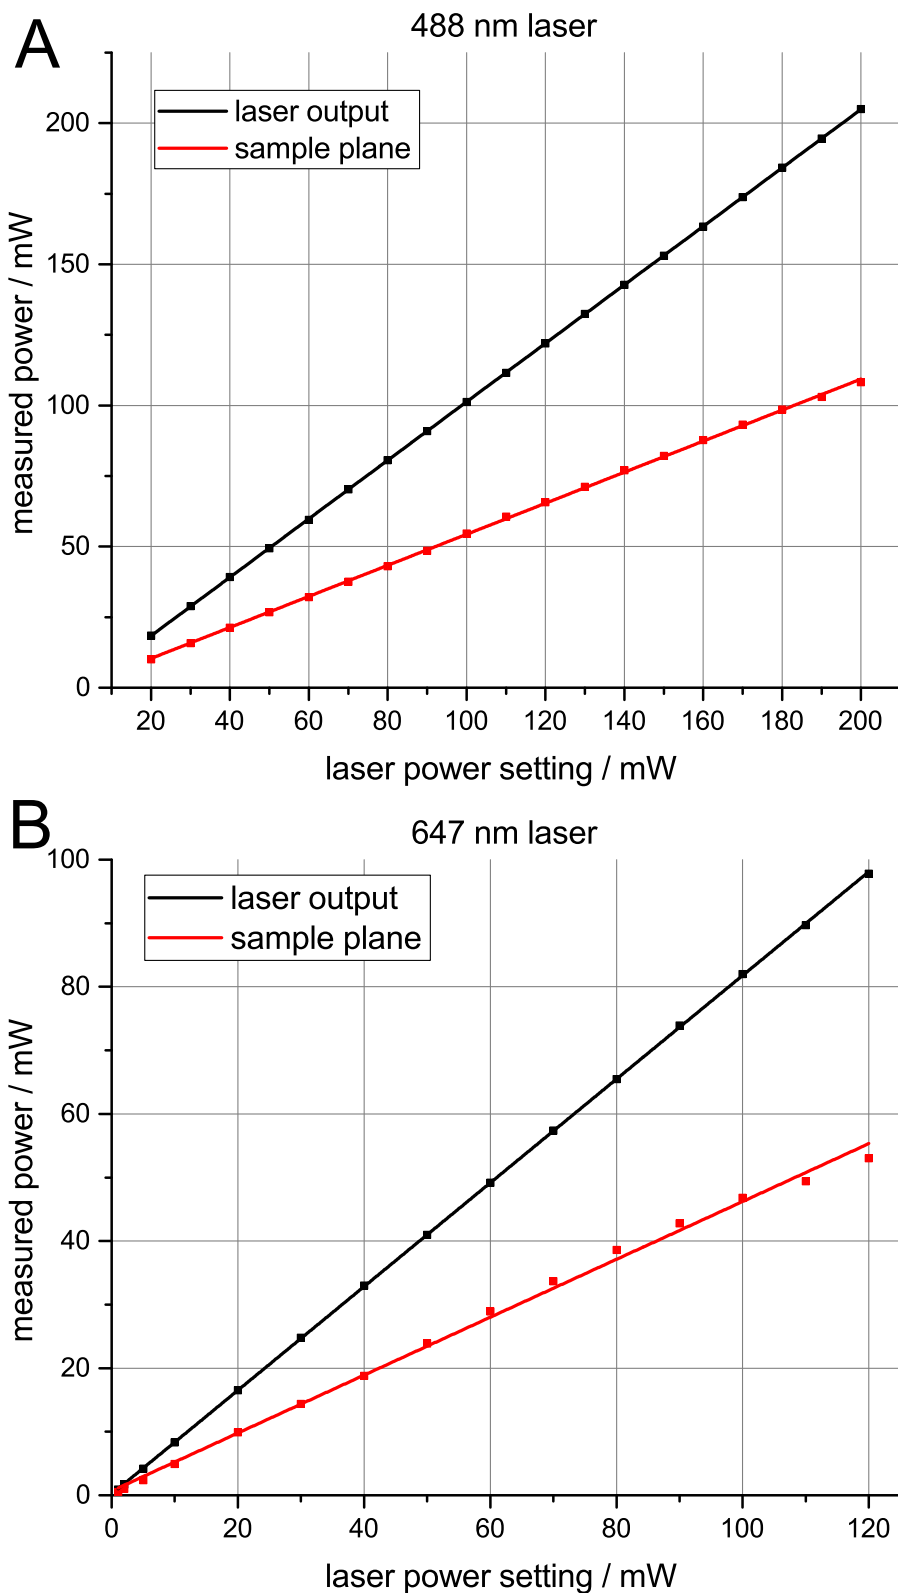 A
488 nm laser
laser output
sample plane
measured power / mW
200
150
100
50
0
20 40 60 80 100 120 140 160 180 200
laser power setting / mW
B
647 nm laser
laser output
sample plane
measured power / mW
100
80
60
40
20
0
0 20 40 60 80 100 120
laser power setting / mW